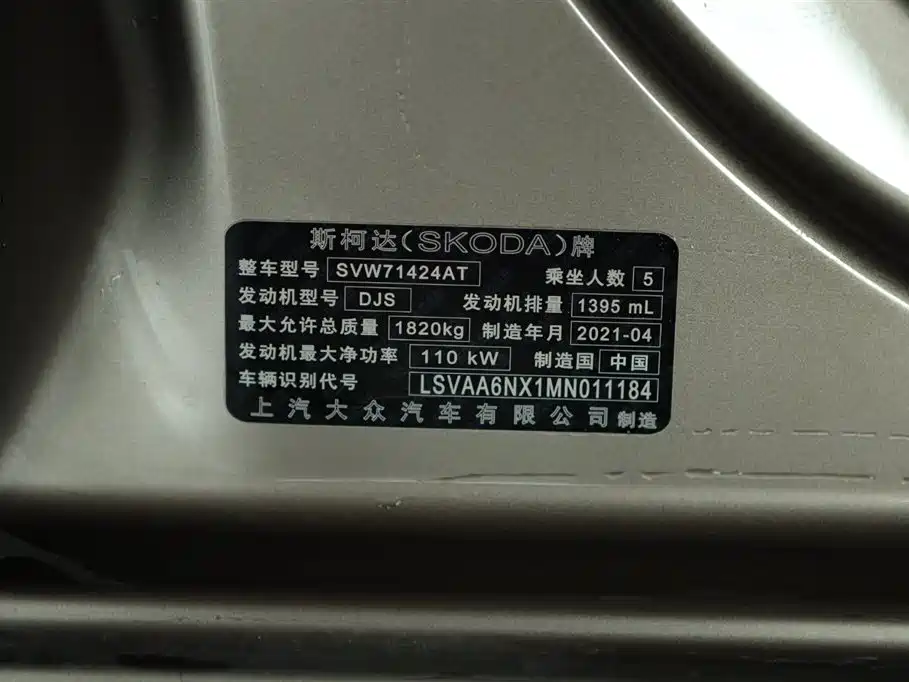 斯柯达(SKODA)牌
整车型号 SVW71424AT 乘坐人数 5
发动机型号 DJS 发动机排量 1395 mL
最大允许总质量 1820kg 制造年月 2021-04
发动机最大净功率 110 kW 制造国 中国
车辆识别代号 LSVAA6NX1MN011184
上汽大众汽车有限公司制造